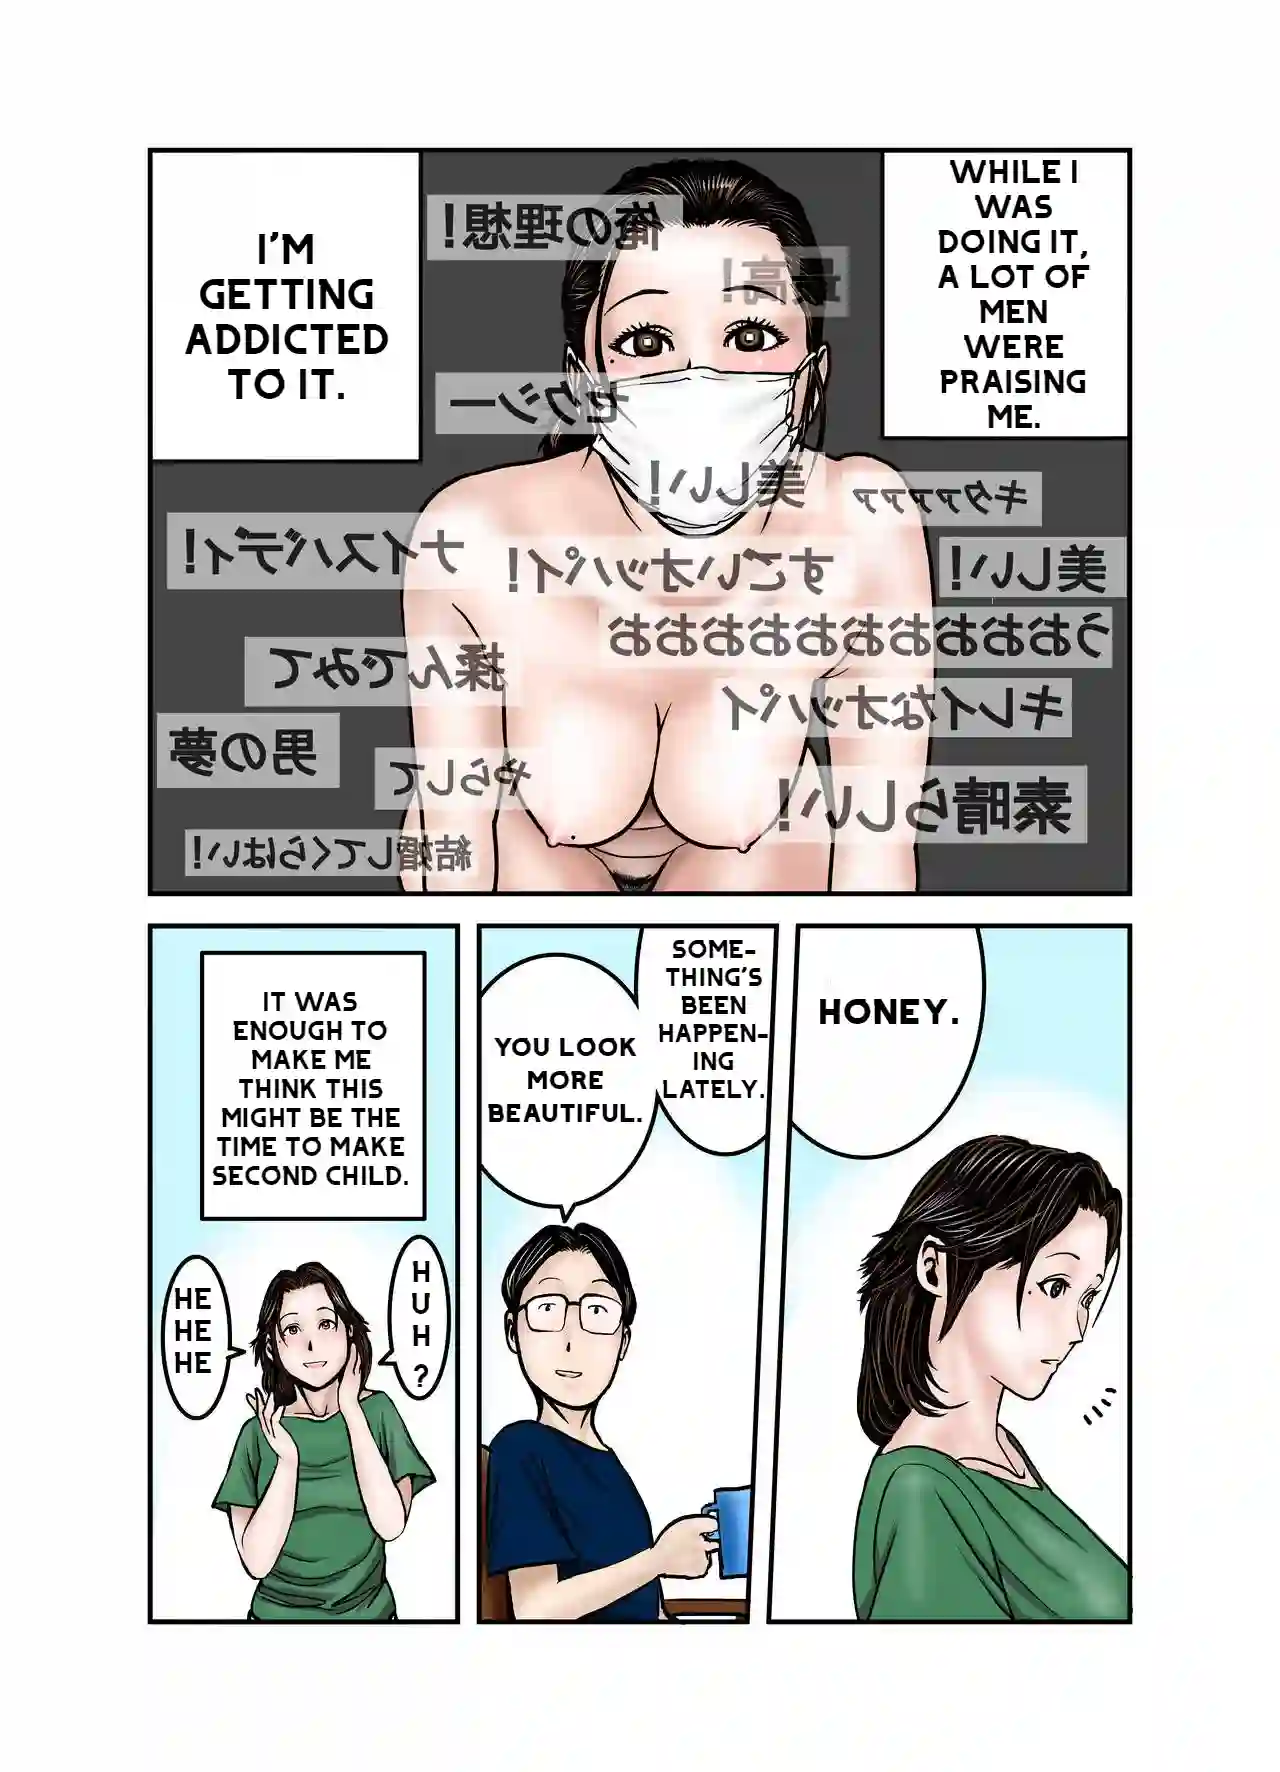 WHILE I
WAS
DOING IT,
A LOT OF
MEN
WERE
PRAISING
ME.
俺の理想!
最高!
セクシー
美しい!
キタァァァァ
ナイスバディ!
すごいオッパイ!
美しい!
うおおおおおおおおおお
揉んでみて
キレイなオッパイ
男の夢
やらして
素晴らしい!
結婚してくらはい!
I'M
GETTING
ADDICTED
TO IT.
HONEY.
SOME-
THING'S
BEEN
HAPPEN-
ING
LATELY.
YOU LOOK
MORE
BEAUTIFUL.
IT WAS
ENOUGH TO
MAKE ME
THINK THIS
MIGHT BE THE
TIME TO MAKE
SECOND CHILD.
HUH?
HE
HE
HE